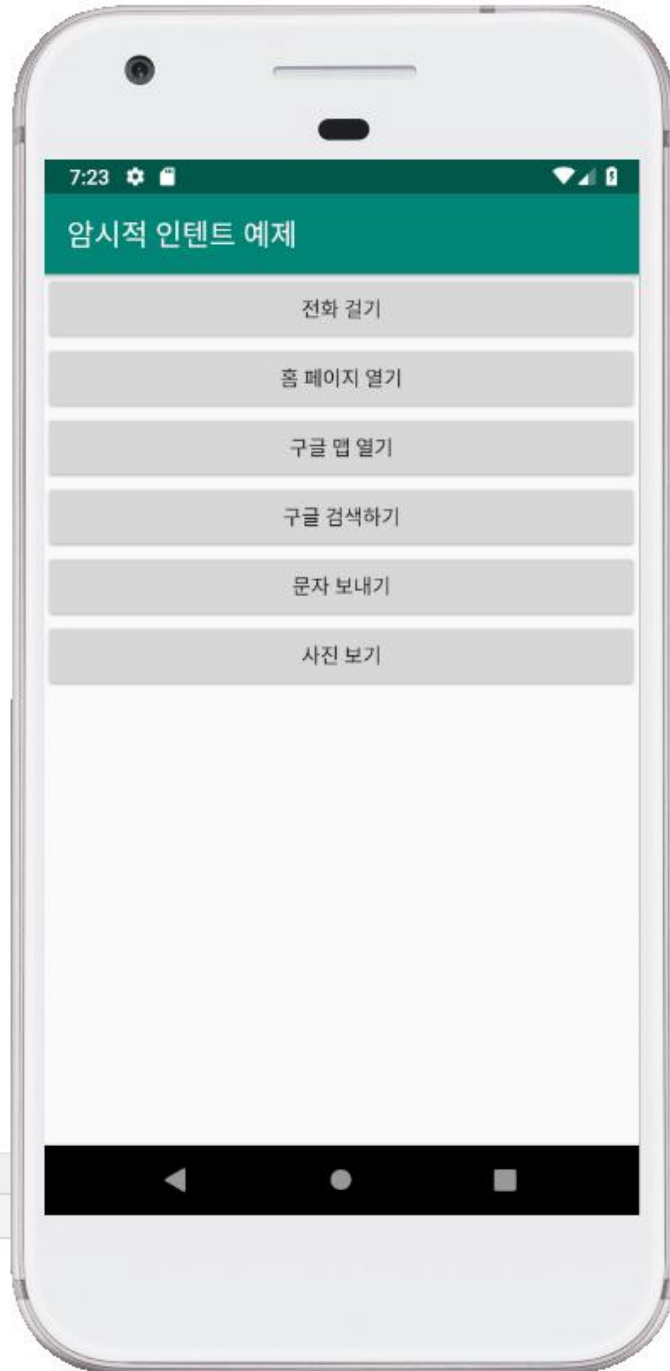 7:23
암시적 인텐트 예제
전화 걸기
홈 페이지 열기
구글 맵 열기
구글 검색하기
문자 보내기
사진 보기